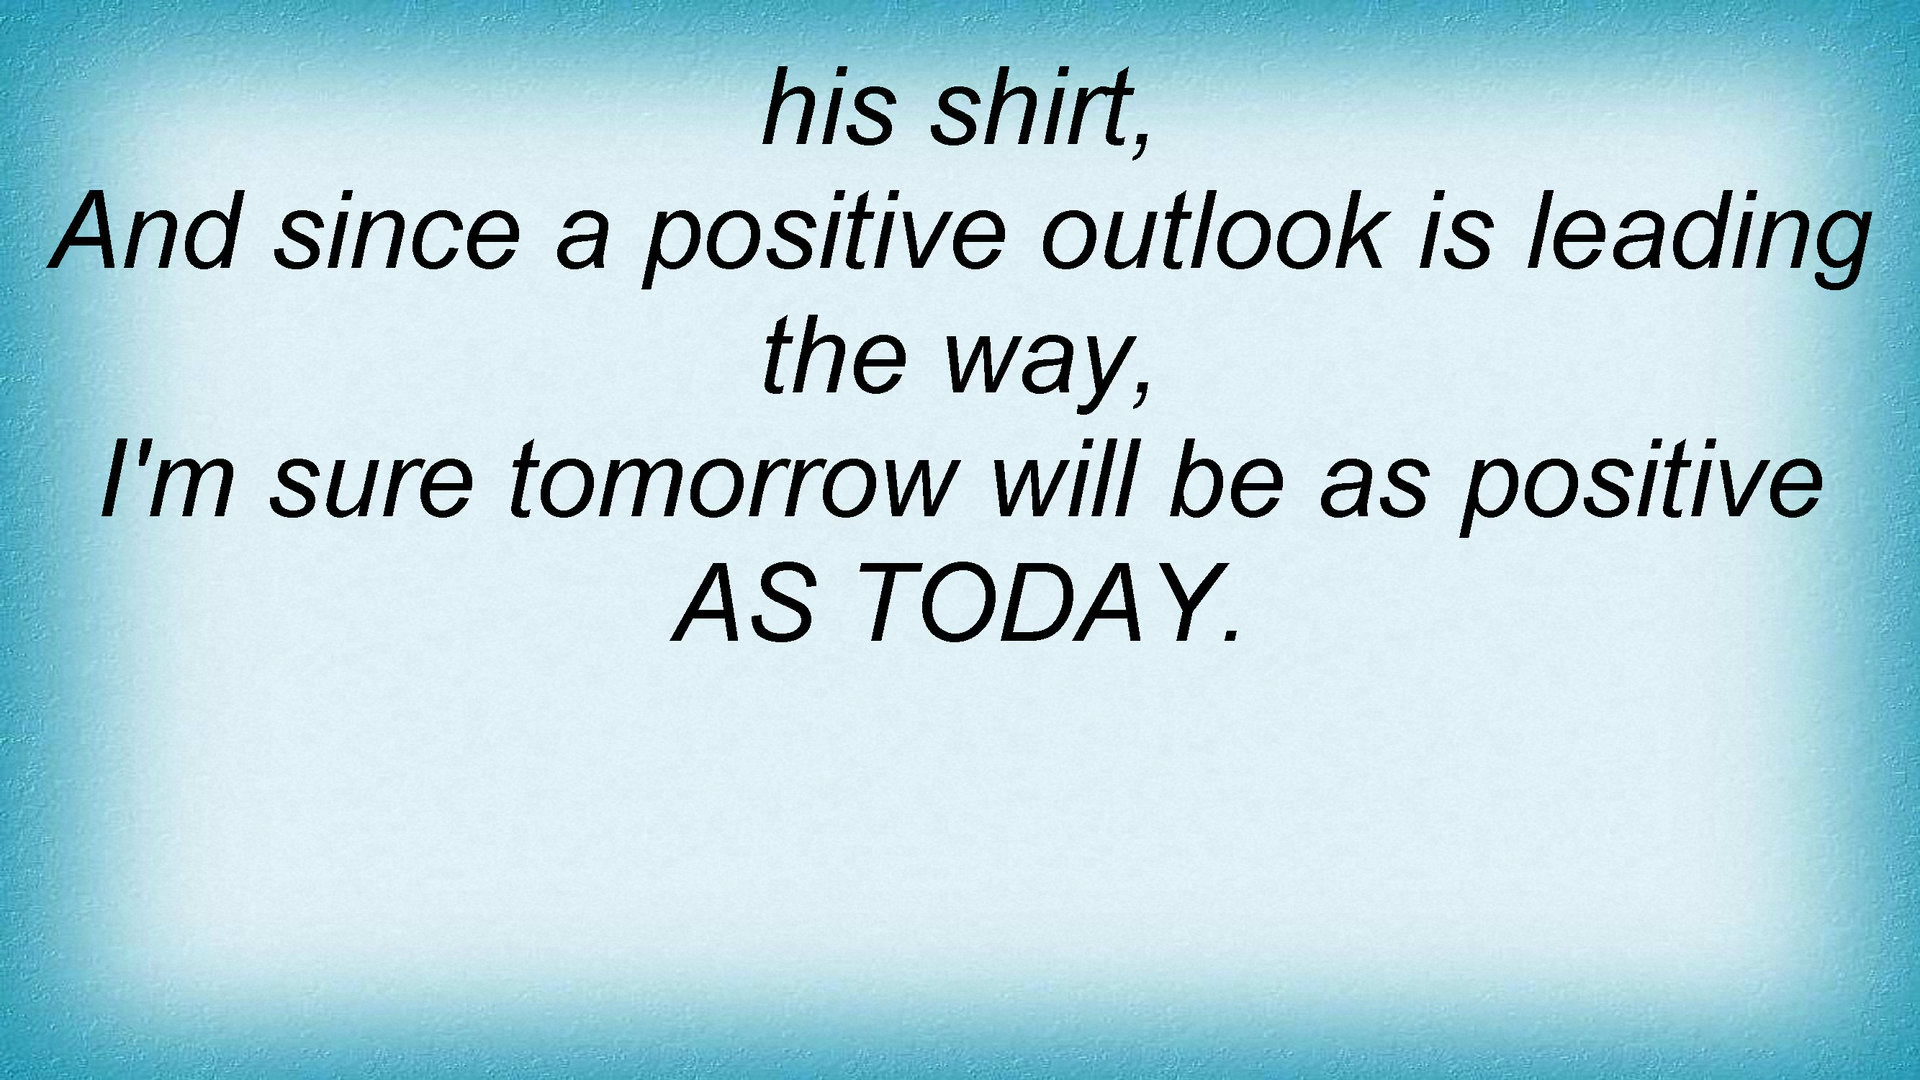 his shirt,
And since a positive outlook is leading
the way,
I'm sure tomorrow will be as positive
AS TODAY.